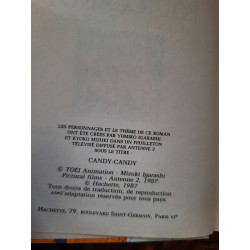 LES PERSONNAGES ET LE THÈME DE CE ROMAN
ONT ÉTÉ CRÉÉS PAR YUMIKO IGARASHI
ET KYOKO MIZUKI DANS UN FEUILLETON
TÉLÉVISÉ DIFFUSÉ PAR ANTENNE 2
SOUS LE TITRE :
CANDY-CANDY
© TOEI Animation - Mizuki Igarashi
Pictural films - Antenne 2, 1987.
© Hachette, 1987
Tous droits de traduction, de reproduction
et d'adaptation réservés pour tous pays.
HACHETTE, 79, BOULEVARD SAINT-GERMAIN, PARIS VIᵉ